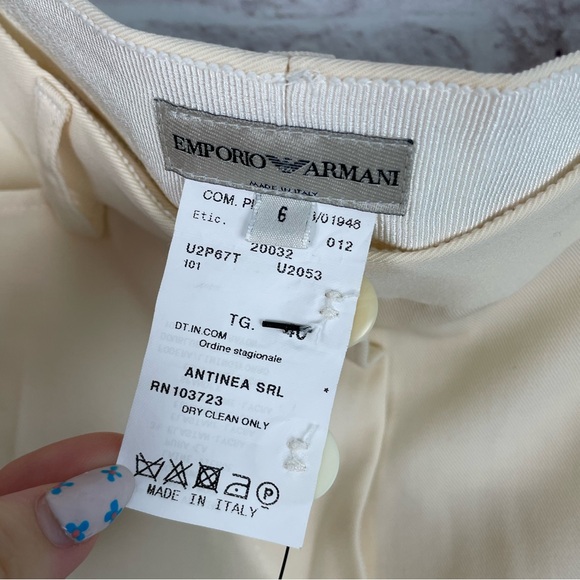 EMPORIO ARMANI
MADE IN ITALY
6
COM. P /01948
Etic. 20032 012
U2P67T U2053
101
TG. 40
DT.IN.COM
Ordine stagionale
ANTINEA SRL *
RN103723
DRY CLEAN ONLY
P
MADE IN ITALY